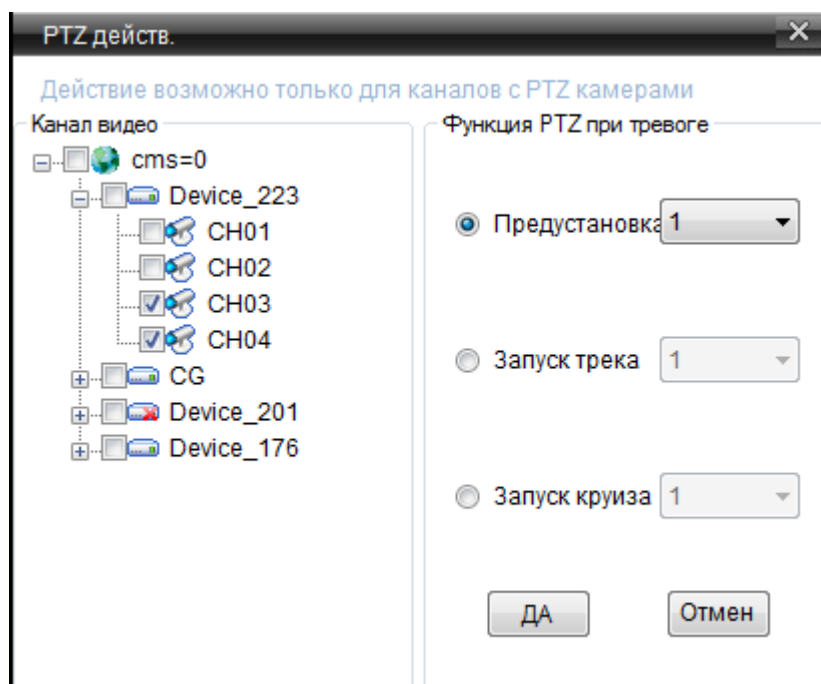 PTZ действ.
Действие возможно только для каналов с PTZ камерами
Канал видео
cms=0
Device_223
CH01
CH02
CH03
CH04
CG
Device_201
Device_176
Функция PTZ при тревоге
Предустановка 1
Запуск трека 1
Запуск круиза 1
ДА
Отмен